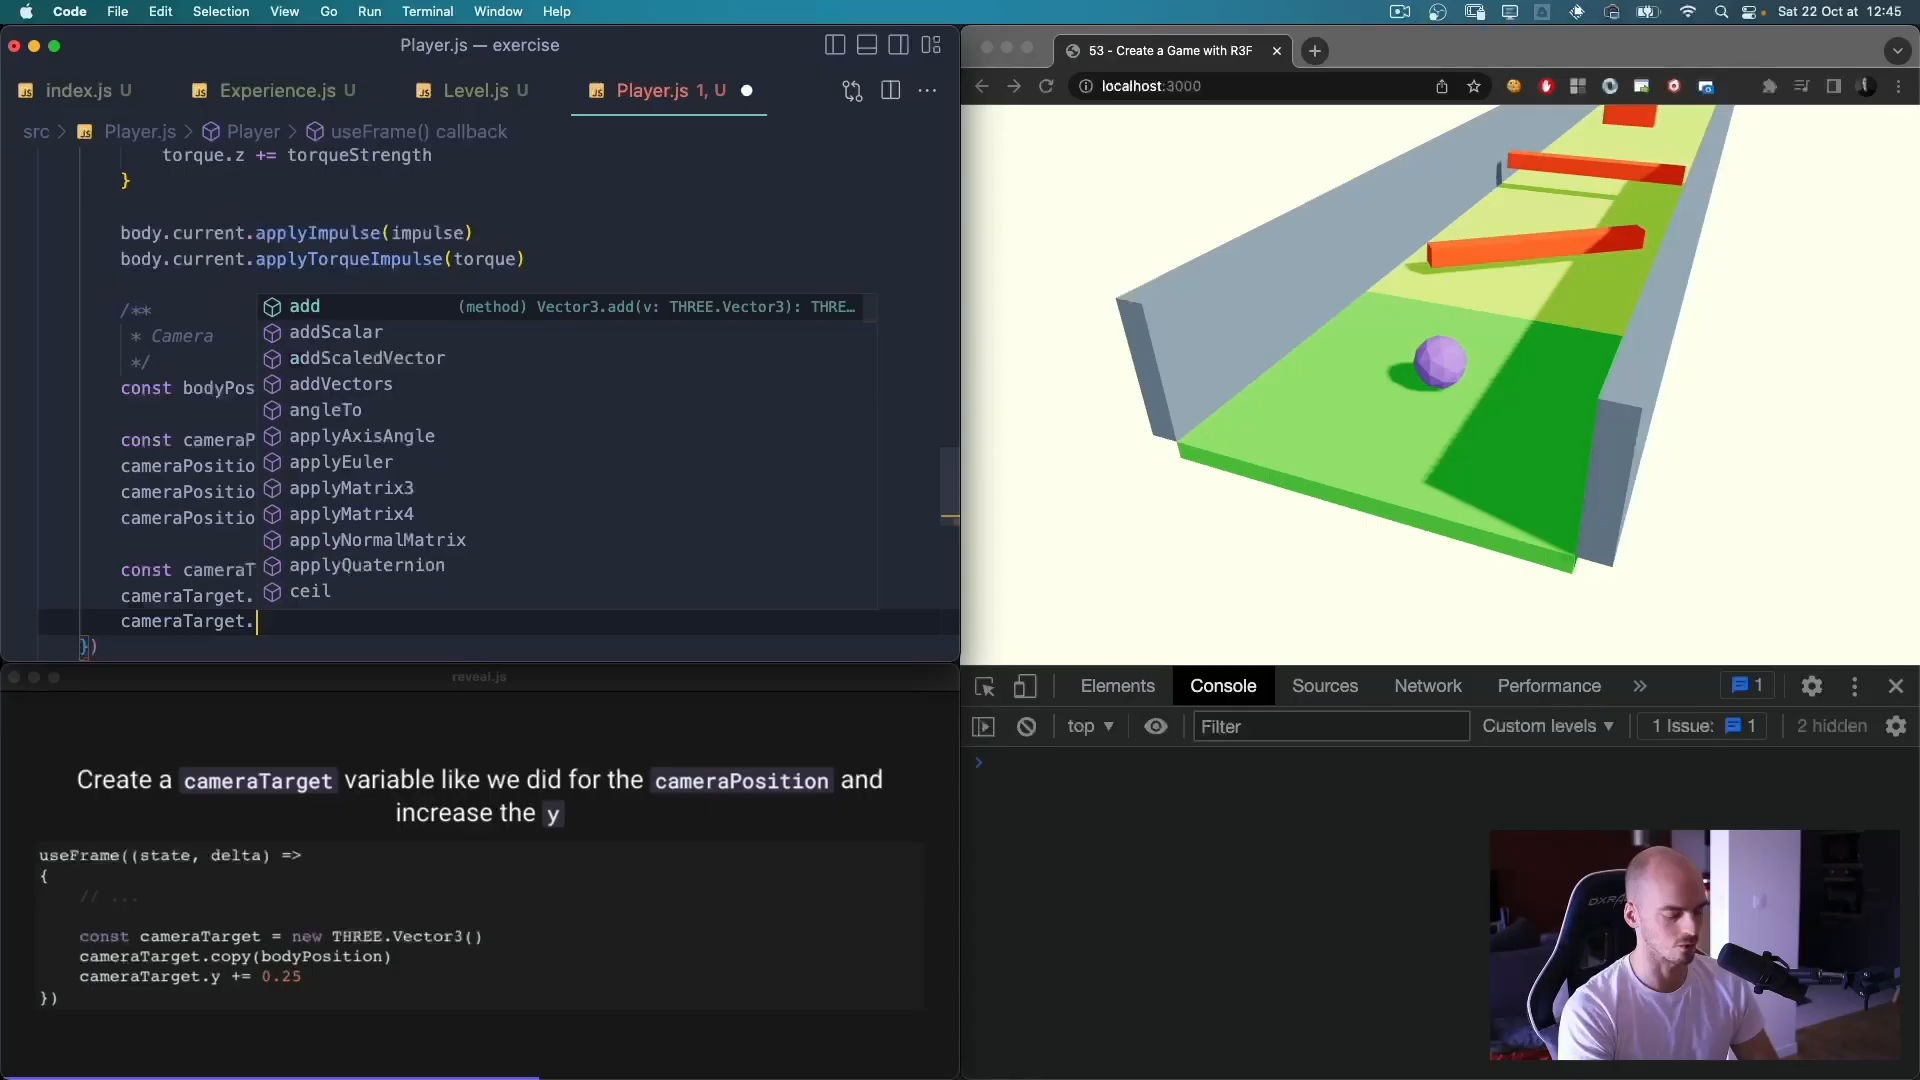 Code File Edit Selection View Go Run Terminal Window Help
Sat 22 Oct at 12:45
Player.js — exercise
index.js U
Experience.js U
Level.js U
Player.js 1, U
src > Player.js > Player > useFrame() callback
torque.z += torqueStrength
}
body.current.applyImpulse(impulse)
body.current.applyTorqueImpulse(torque)
/**
* Camera
*/
const bodyPos
const cameraP
cameraPositio
cameraPositio
cameraPositio
const cameraT
cameraTarget.
cameraTarget.
})
add (method) Vector3.add(v: THREE.Vector3): THRE…
addScalar
addScaledVector
addVectors
angleTo
applyAxisAngle
applyEuler
applyMatrix3
applyMatrix4
applyNormalMatrix
applyQuaternion
ceil
reveal.js
Create a cameraTarget variable like we did for the cameraPosition and
increase the y
useFrame((state, delta) =>
{
// ...
const cameraTarget = new THREE.Vector3()
cameraTarget.copy(bodyPosition)
cameraTarget.y += 0.25
})
53 - Create a Game with R3F
localhost:3000
Elements Console Sources Network Performance » 1
top Filter Custom levels 1 Issue: 1 2 hidden
>
DXRA